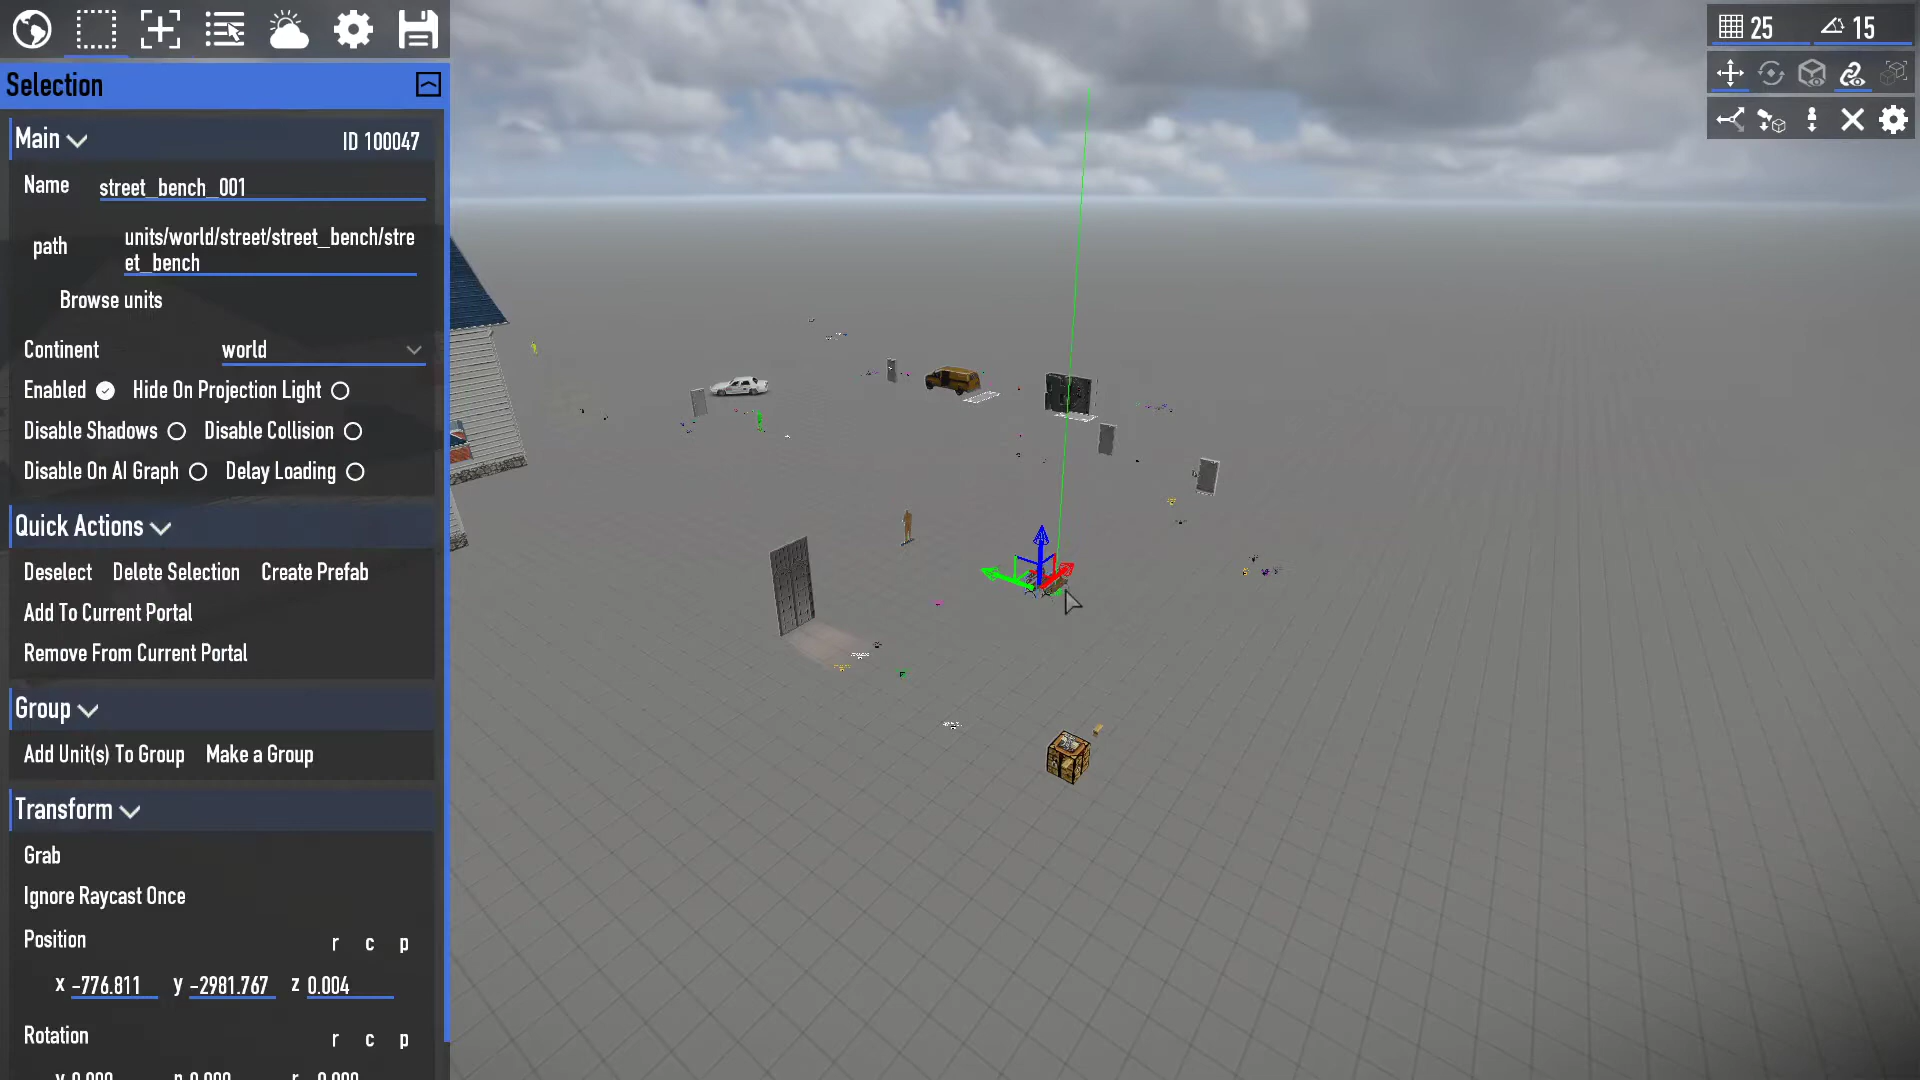 25
15
Selection
Main
ID 100047
Name
street_bench_001
path
units/world/street/street_bench/stre
et_bench
Browse units
Continent
world
Enabled
Hide On Projection Light
Disable Shadows
Disable Collision
Disable On AI Graph
Delay Loading
Quick Actions
Deselect
Delete Selection
Create Prefab
Add To Current Portal
Remove From Current Portal
Group
Add Unit(s) To Group
Make a Group
Transform
Grab
Ignore Raycast Once
Position
r c p
x -776.811 y -2981.767 z 0.004
Rotation
r c p